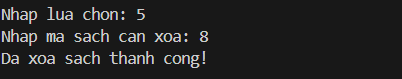 Nhap lua chon: 5
Nhap ma sach can xoa: 8
Da xoa sach thanh cong!